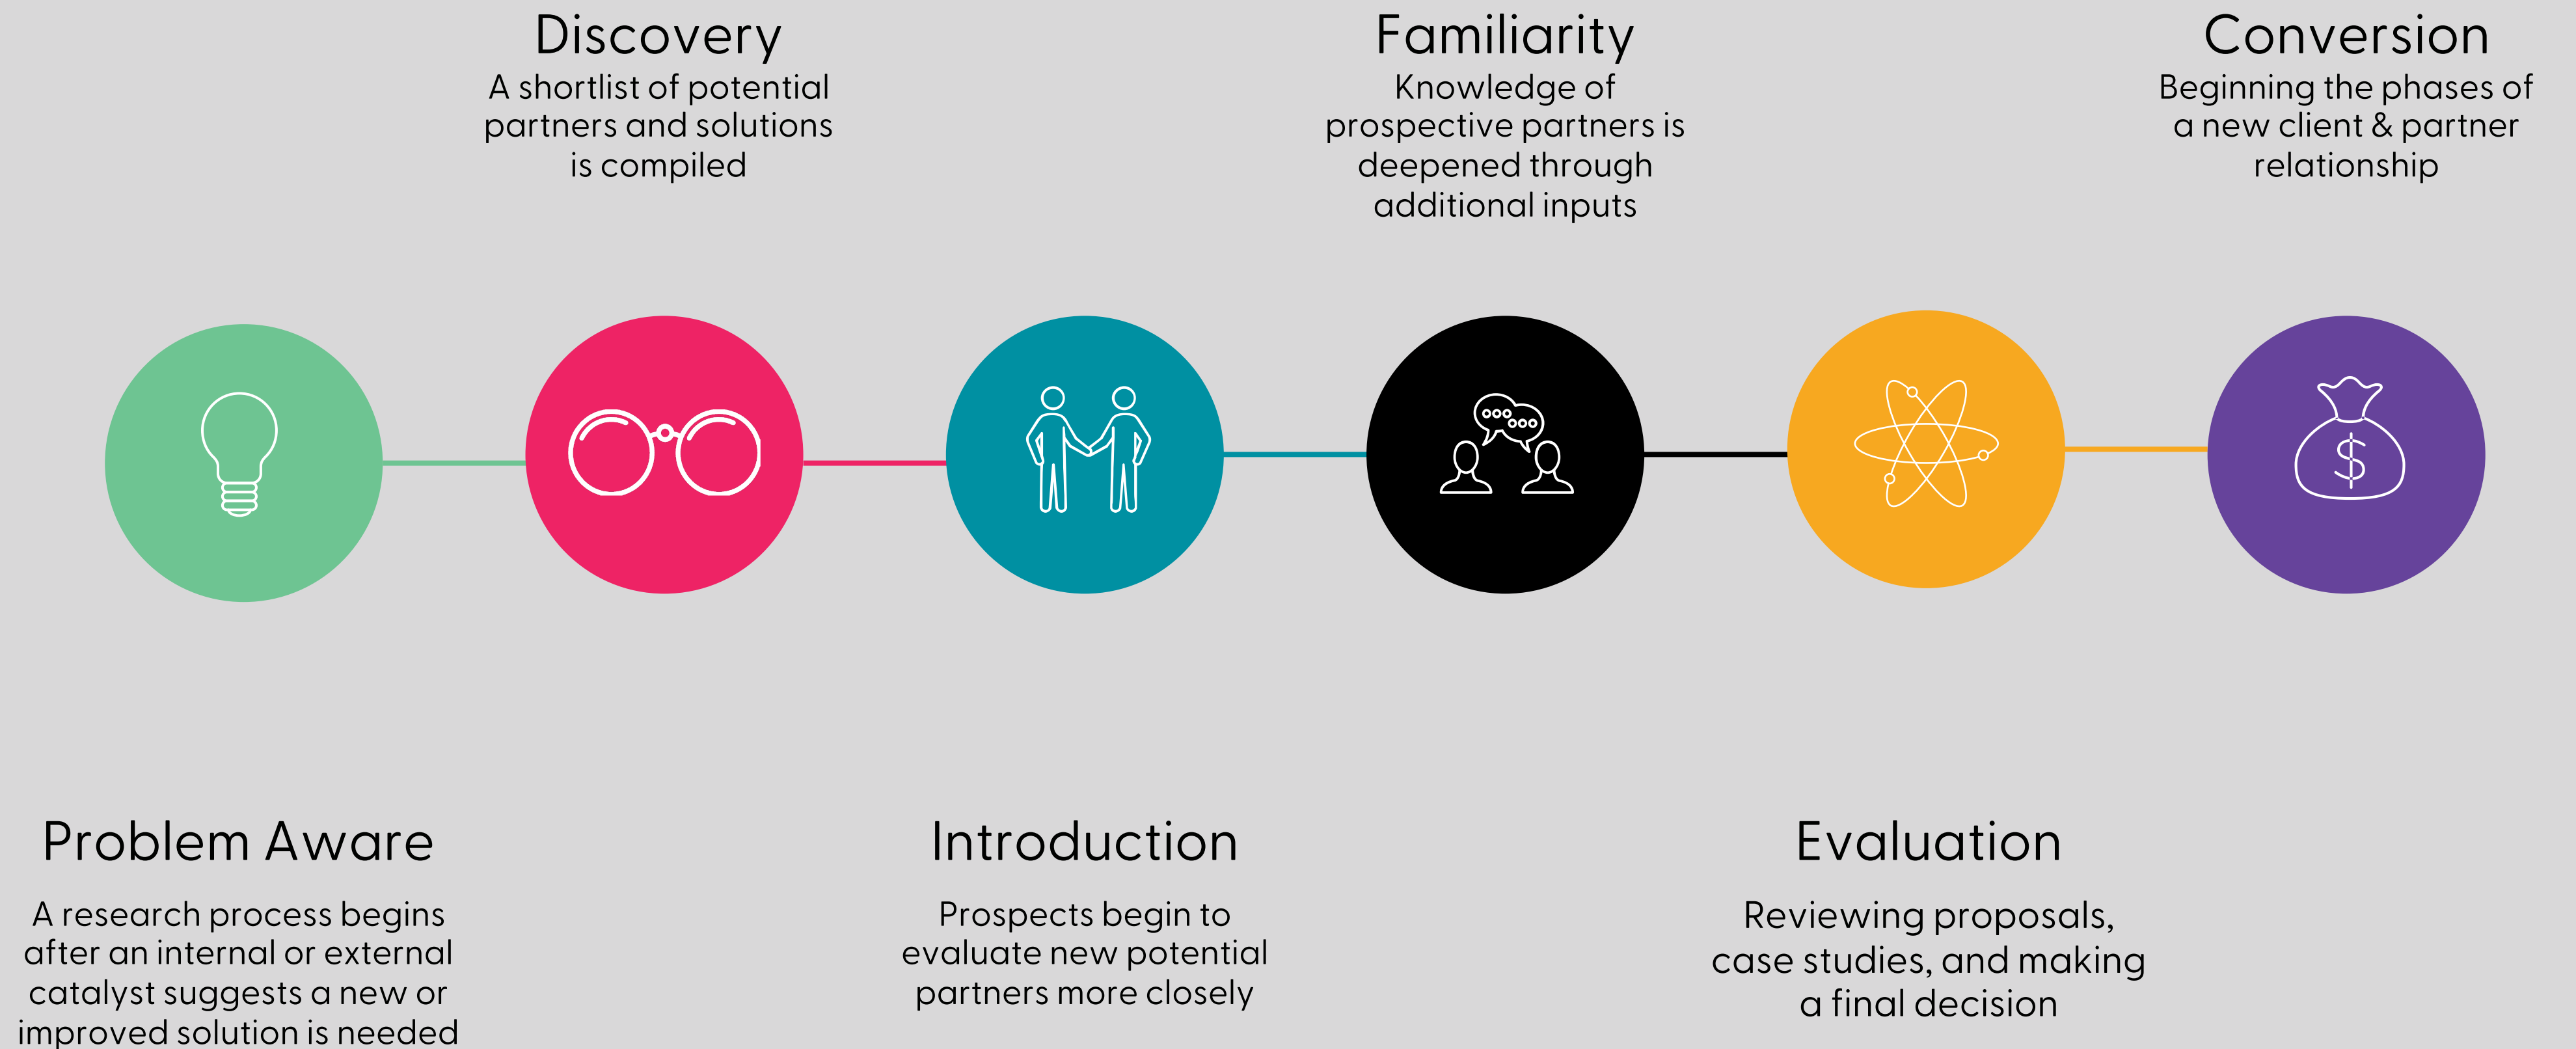 Discovery
A shortlist of potential
partners and solutions
is compiled
Familiarity
Knowledge of
prospective partners is
deepened through
additional inputs
Conversion
Beginning the phases of
a new client & partner
relationship
$
Problem Aware
A research process begins
after an internal or external
catalyst suggests a new or
improved solution is needed
Introduction
Prospects begin to
evaluate new potential
partners more closely
Evaluation
Reviewing proposals,
case studies, and making
a final decision